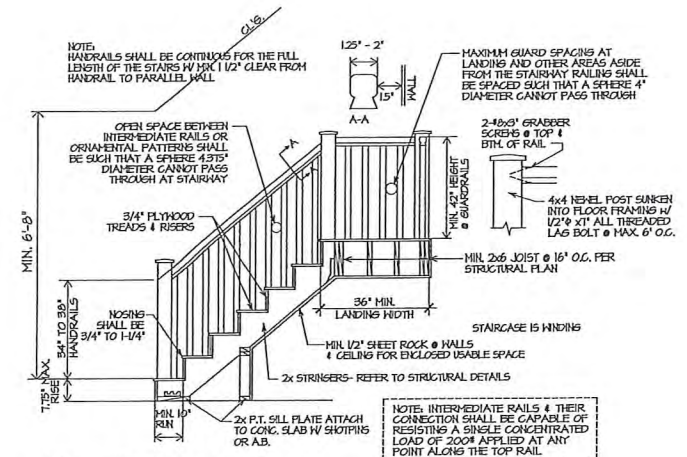 CL'G.
NOTE:
HANDRAILS SHALL BE CONTINUOUS FOR THE FULL
LENGTH OF THE STAIRS W/ MIN. 1 1/2" CLEAR FROM
HANDRAIL TO PARALLEL WALL
1.25" - 2"
1.5"
WALL
A-A
MAXIMUM GUARD SPACING AT
LANDING AND OTHER AREAS ASIDE
FROM THE STAIRWAY RAILING SHALL
BE SPACED SUCH THAT A SPHERE 4"
DIAMETER CANNOT PASS THROUGH
OPEN SPACE BETWEEN
INTERMEDIATE RAILS OR
ORNAMENTAL PATTERNS SHALL
BE SUCH THAT A SPHERE 4.375"
DIAMETER CANNOT PASS
THROUGH AT STAIRWAY
A
A
2-#8x3" GRABBER
SCREWS @ TOP &
BTM. OF RAIL
MIN. 42" HEIGHT
@ GUARDRAILS
4x4 NEWEL POST SUNKEN
INTO FLOOR FRAMING W/
1/2"φ x7" ALL THREADED
LAG BOLT @ MAX. 6' O.C.
3/4" PLYWOOD
TREADS & RISERS
MIN. 6'-8"
MIN. 2x6 JOIST @ 16" O.C. PER
STRUCTURAL PLAN
36" MIN.
LANDING WIDTH
34" TO 38"
HANDRAILS
NOSING
SHALL BE
3/4" TO 1-1/4"
STAIRCASE IS WINDING
MIN. 1/2" SHEET ROCK @ WALLS
& CEILING FOR ENCLOSED USABLE SPACE
2x STRINGERS- REFER TO STRUCTURAL DETAILS
7.75" MAX.
RISE
MIN. 10"
RUN
2x P.T. SILL PLATE ATTACH
TO CONC. SLAB W/ SHOTPINS
OR A.B.
NOTE: INTERMEDIATE RAILS & THEIR
CONNECTION SHALL BE CAPABLE OF
RESISTING A SINGLE CONCENTRATED
LOAD OF 200# APPLIED AT ANY
POINT ALONG THE TOP RAIL